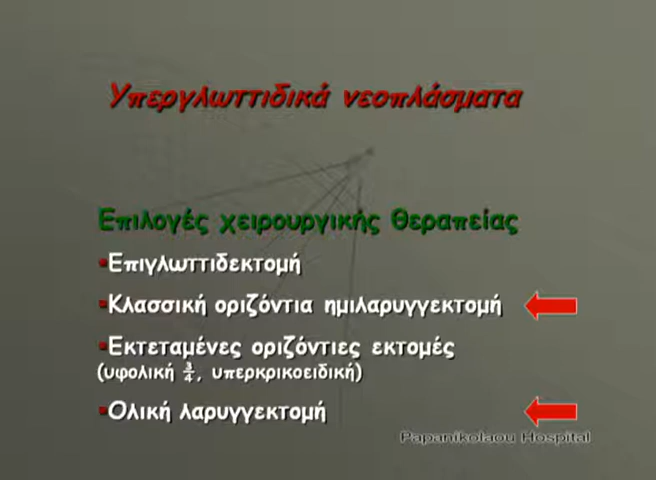 Υπεργλωττιδικά νεοπλάσματα
Επιλογές χειρουργικής θεραπείας
▪Επιγλωττιδεκτομή
▪Κλασσική οριζόντια ημιλαρυγγεκτομή
▪Εκτεταμένες οριζόντιες εκτομές
(υφολική ¾, υπερκρικοειδική)
▪Ολική λαρυγγεκτομή
Papanikolaou Hospital